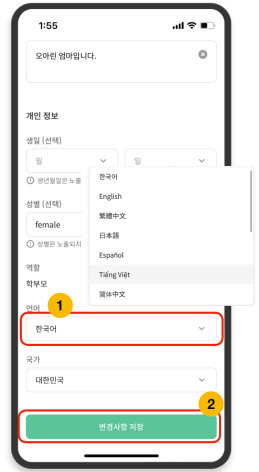 1:55
오아린 엄마입니다.
개인 정보
생일 (선택)
월
일
생년월일은 노출
성별 (선택)
female
성별은 노출되지
역할
학부모
언어
1
한국어
한국어
English
繁體中文
日本語
Español
Tiếng Việt
简体中文
국가
대한민국
2
변경사항 저장